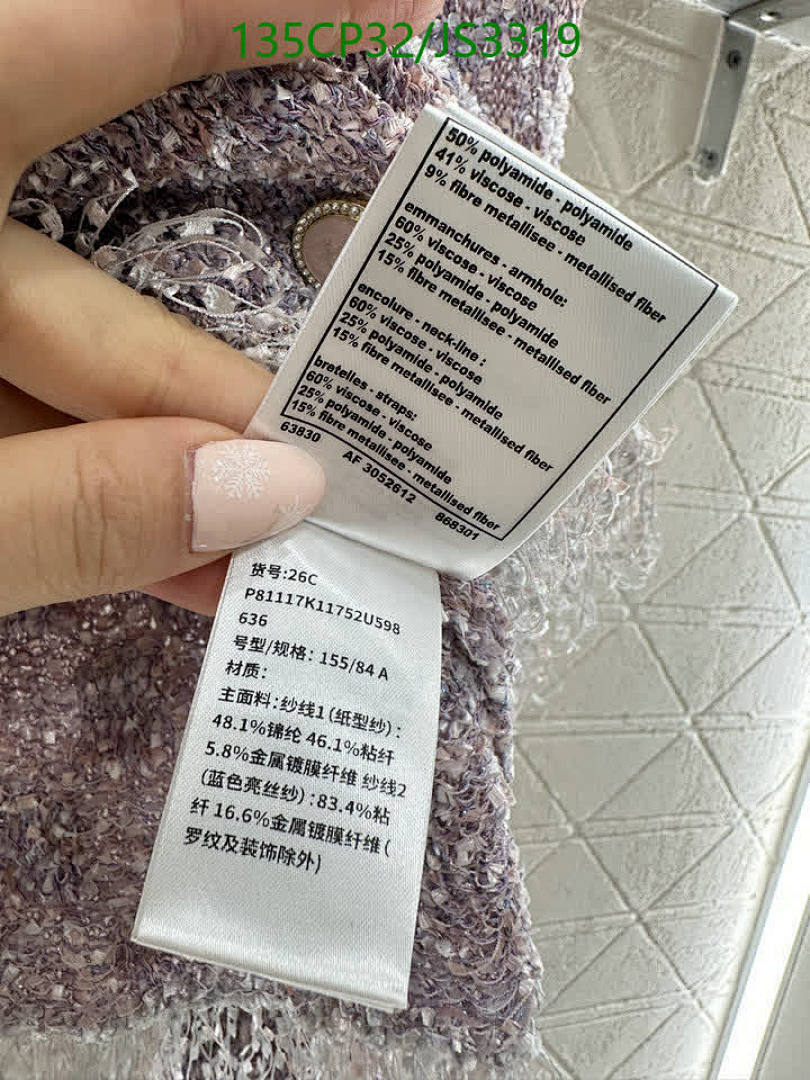 135CP32/JS3319
50% polyamide - polyamide
41% viscose - viscose
9% fibre metallisee - metallised fiber
emmanchures - armhole:
60% viscose - viscose
25% polyamide - polyamide
15% fibre metallisee - metallised fiber
encolure - neck-line :
60% viscose - viscose
25% polyamide - polyamide
15% fibre metallisee - metallised fiber
bretelles - straps:
60% viscose - viscose
25% polyamide - polyamide
15% fibre metallisee - metallised fiber
63830 AF 3052612 868301
货号:26C
P81117K11752U598
636
号型/规格: 155/84 A
材质:
主面料:纱线1(纸型纱):
48.1%锦纶 46.1%粘纤
5.8%金属镀膜纤维 纱线2
(蓝色亮丝纱):83.4%粘
纤 16.6%金属镀膜纤维(
罗纹及装饰除外)